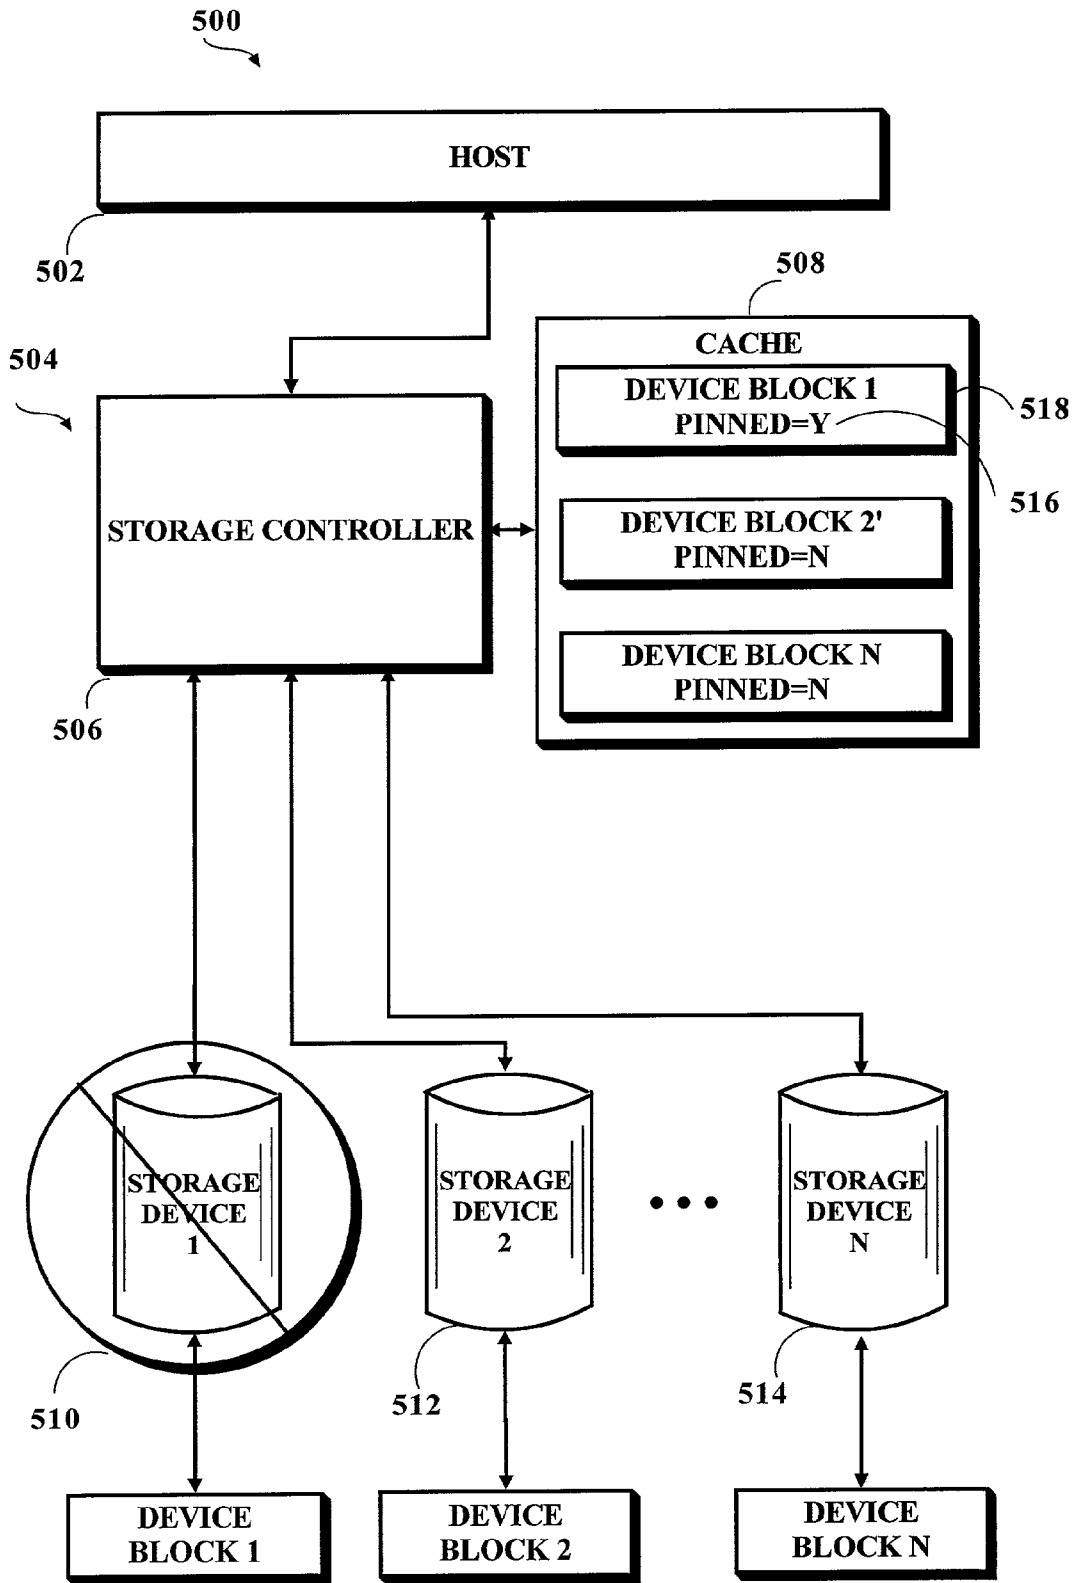 500
HOST
502
508
504
CACHE
DEVICE BLOCK 1
PINNED=Y
518
516
STORAGE CONTROLLER
DEVICE BLOCK 2'
PINNED=N
DEVICE BLOCK N
PINNED=N
506
STORAGE
DEVICE
1
STORAGE
DEVICE
2
STORAGE
DEVICE
N
510
512
514
DEVICE
BLOCK 1
DEVICE
BLOCK 2
DEVICE
BLOCK N